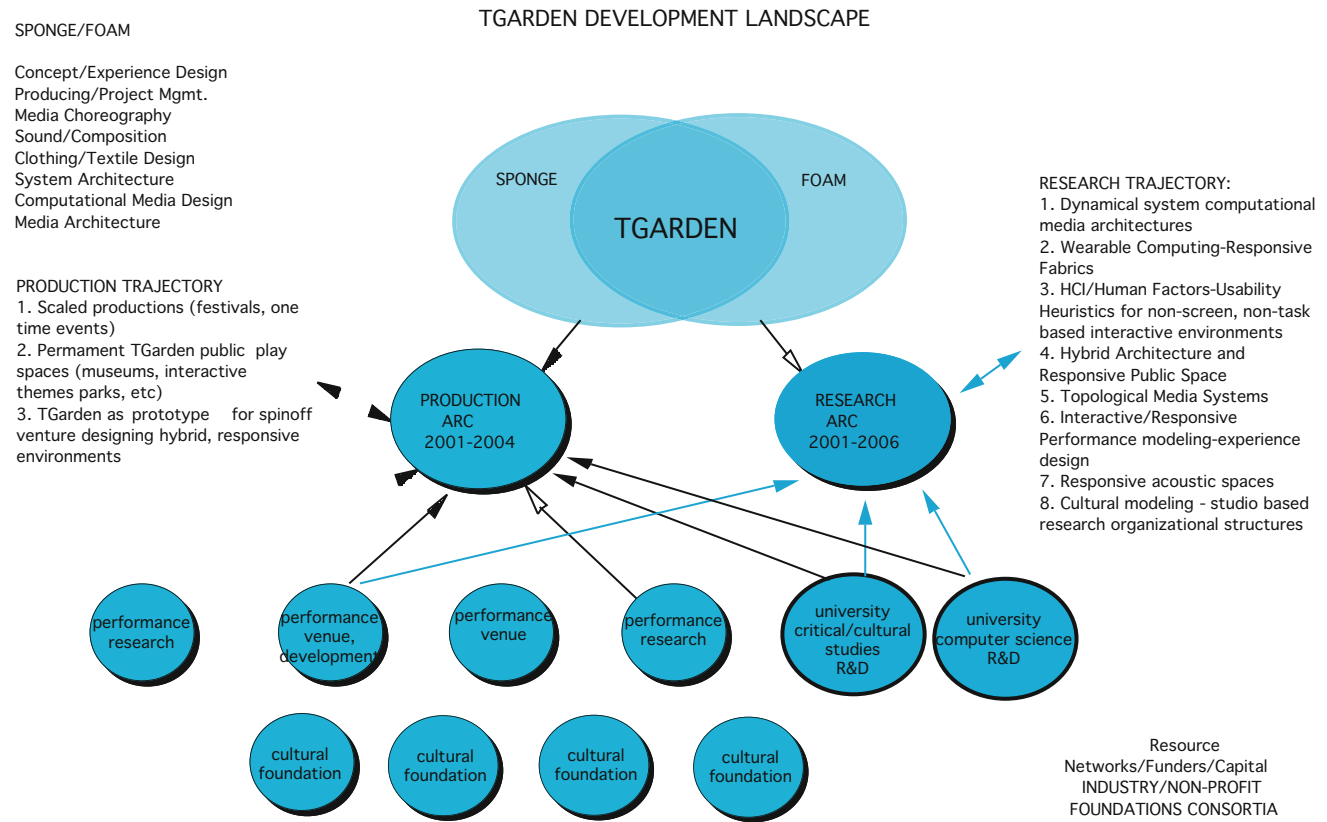 TGARDEN DEVELOPMENT LANDSCAPE
SPONGE/FOAM
Concept/Experience Design
Producing/Project Mgmt.
Media Choreography
Sound/Composition
Clothing/Textile Design
System Architecture
Computational Media Design
Media Architecture
SPONGE
FOAM
TGARDEN
PRODUCTION TRAJECTORY
1. Scaled productions (festivals, one
time events)
2. Permament TGarden public play
spaces (museums, interactive
themes parks, etc)
3. TGarden as prototype for spinoff
venture designing hybrid, responsive
environments
PRODUCTION
ARC
2001-2004
RESEARCH
ARC
2001-2006
RESEARCH TRAJECTORY:
1. Dynamical system computational
media architectures
2. Wearable Computing-Responsive
Fabrics
3. HCI/Human Factors-Usability
Heuristics for non-screen, non-task
based interactive environments
4. Hybrid Architecture and
Responsive Public Space
5. Topological Media Systems
6. Interactive/Responsive
Performance modeling-experience
design
7. Responsive acoustic spaces
8. Cultural modeling - studio based
research organizational structures
performance
research
performance
venue,
development
performance
venue
performance
research
university
critical/cultural
studies
R&D
university
computer science
R&D
cultural
foundation
cultural
foundation
cultural
foundation
cultural
foundation
Resource
Networks/Funders/Capital
INDUSTRY/NON-PROFIT
FOUNDATIONS CONSORTIA